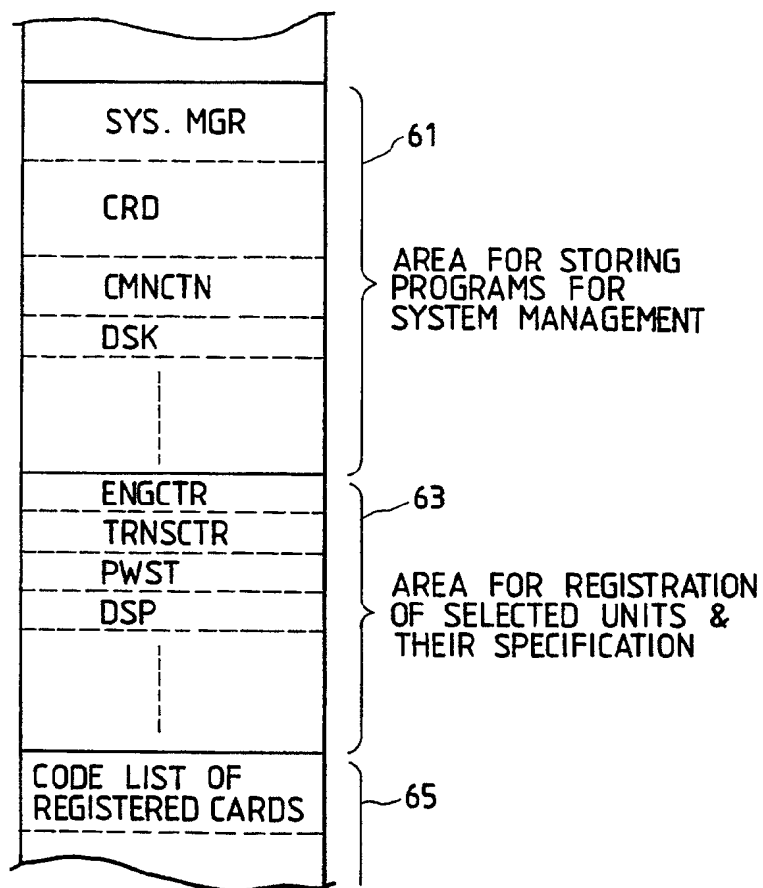 SYS. MGR
61
CRD
AREA FOR STORING
PROGRAMS FOR
SYSTEM MANAGEMENT
CMNCTN
DSK
ENGCTR
63
TRNSCTR
PWST
AREA FOR REGISTRATION
OF SELECTED UNITS &
THEIR SPECIFICATION
DSP
CODE LIST OF
REGISTERED CARDS
65